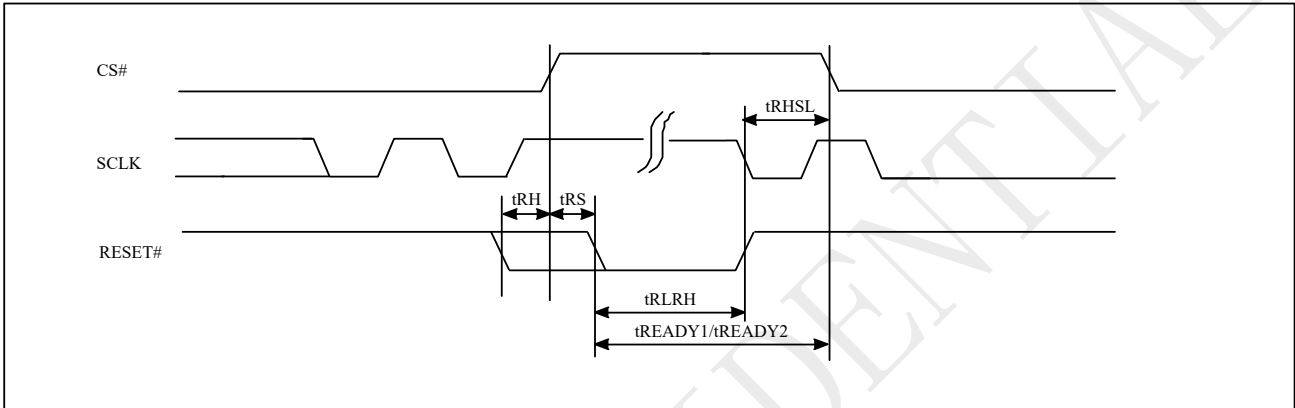 CS#
tRHSL
SCLK
tRH
tRS
RESET#
tRLRH
tREADY1/tREADY2